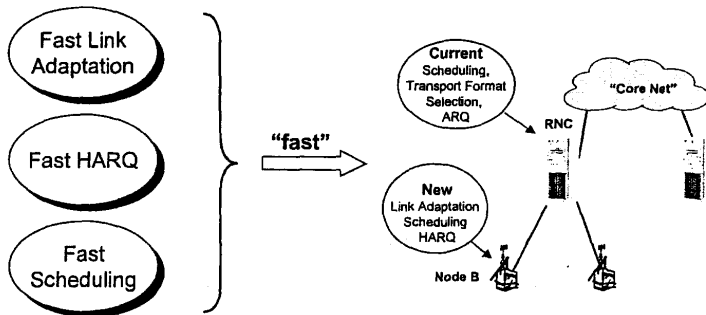 Fast Link
Adaptation
Fast HARQ
Fast
Scheduling
"fast"
Current
Scheduling,
Transport Format
Selection,
ARQ
RNC
"Core Net"
New
Link Adaptation
Scheduling
HARQ
Node B